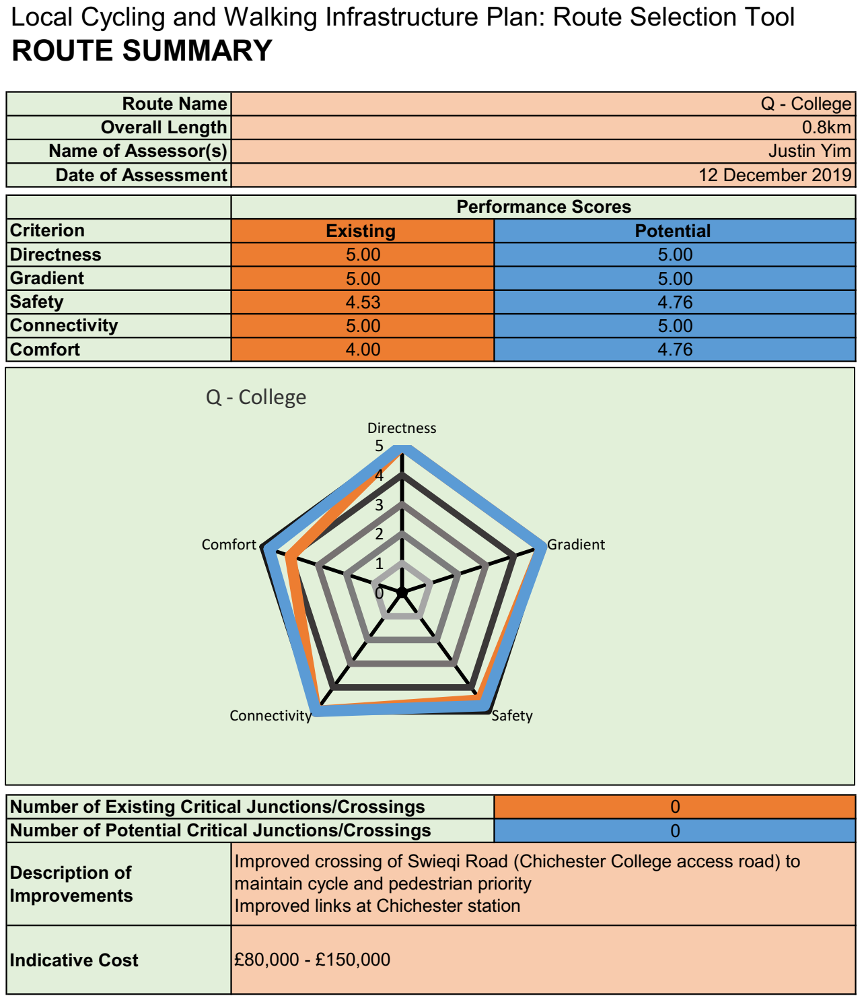 Local Cycling and Walking Infrastructure Plan: Route Selection Tool
ROUTE SUMMARY
Route Name Q - College
Overall Length 0.8km
Name of Assessor(s) Justin Yim
Date of Assessment 12 December 2019
Performance Scores
Criterion Existing Potential
Directness 5.00 5.00
Gradient 5.00 5.00
Safety 4.53 4.76
Connectivity 5.00 5.00
Comfort 4.00 4.76
Q - College
Directness
5
4
3
2
1
0
Comfort
Gradient
Connectivity
Safety
Number of Existing Critical Junctions/Crossings 0
Number of Potential Critical Junctions/Crossings 0
Description of
Improvements
Improved crossing of Swieqi Road (Chichester College access road) to
maintain cycle and pedestrian priority
Improved links at Chichester station
Indicative Cost £80,000 - £150,000